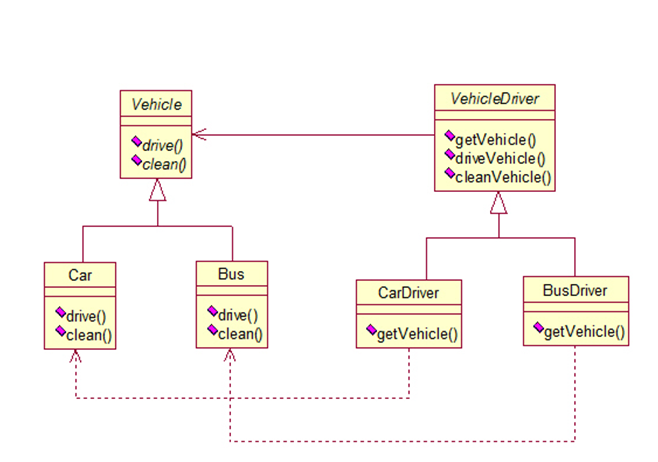 Vehicle
drive()
clean()
VehicleDriver
getVehicle()
driveVehicle()
cleanVehicle()
Car
drive()
clean()
Bus
drive()
clean()
CarDriver
getVehicle()
BusDriver
getVehicle()